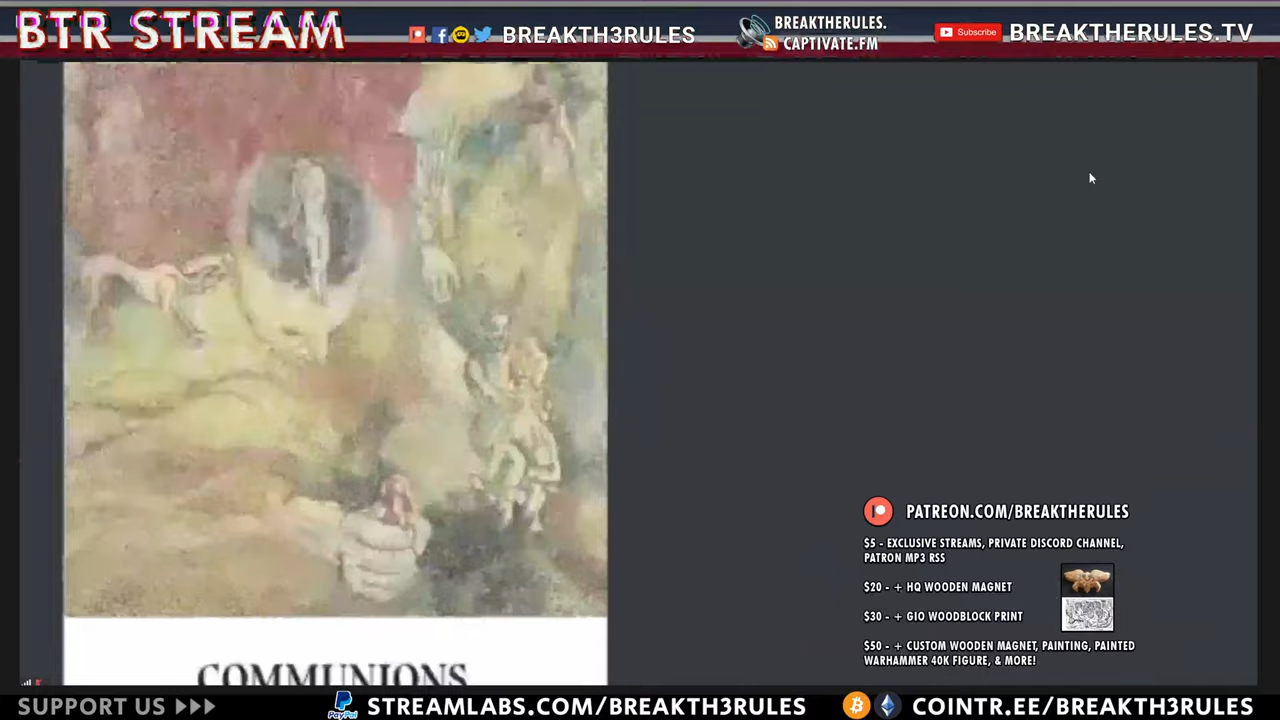 BTR STREAM
BREAKTH3RULES
BREAKTHERULES.
CAPTIVATE.FM
Subscribe
BREAKTHERULES.TV
COMMUNIONS
PATREON.COM/BREAKTHERULES
$5 - EXCLUSIVE STREAMS, PRIVATE DISCORD CHANNEL,
PATRON MP3 RSS
$20 - + HQ WOODEN MAGNET
$30 - + GIO WOODBLOCK PRINT
$50 - + CUSTOM WOODEN MAGNET, PAINTING, PAINTED
WARHAMMER 40K FIGURE, & MORE!
SUPPORT US
PayPal
STREAMLABS.COM/BREAKTH3RULES
COINTR.EE/BREAKTH3RULES